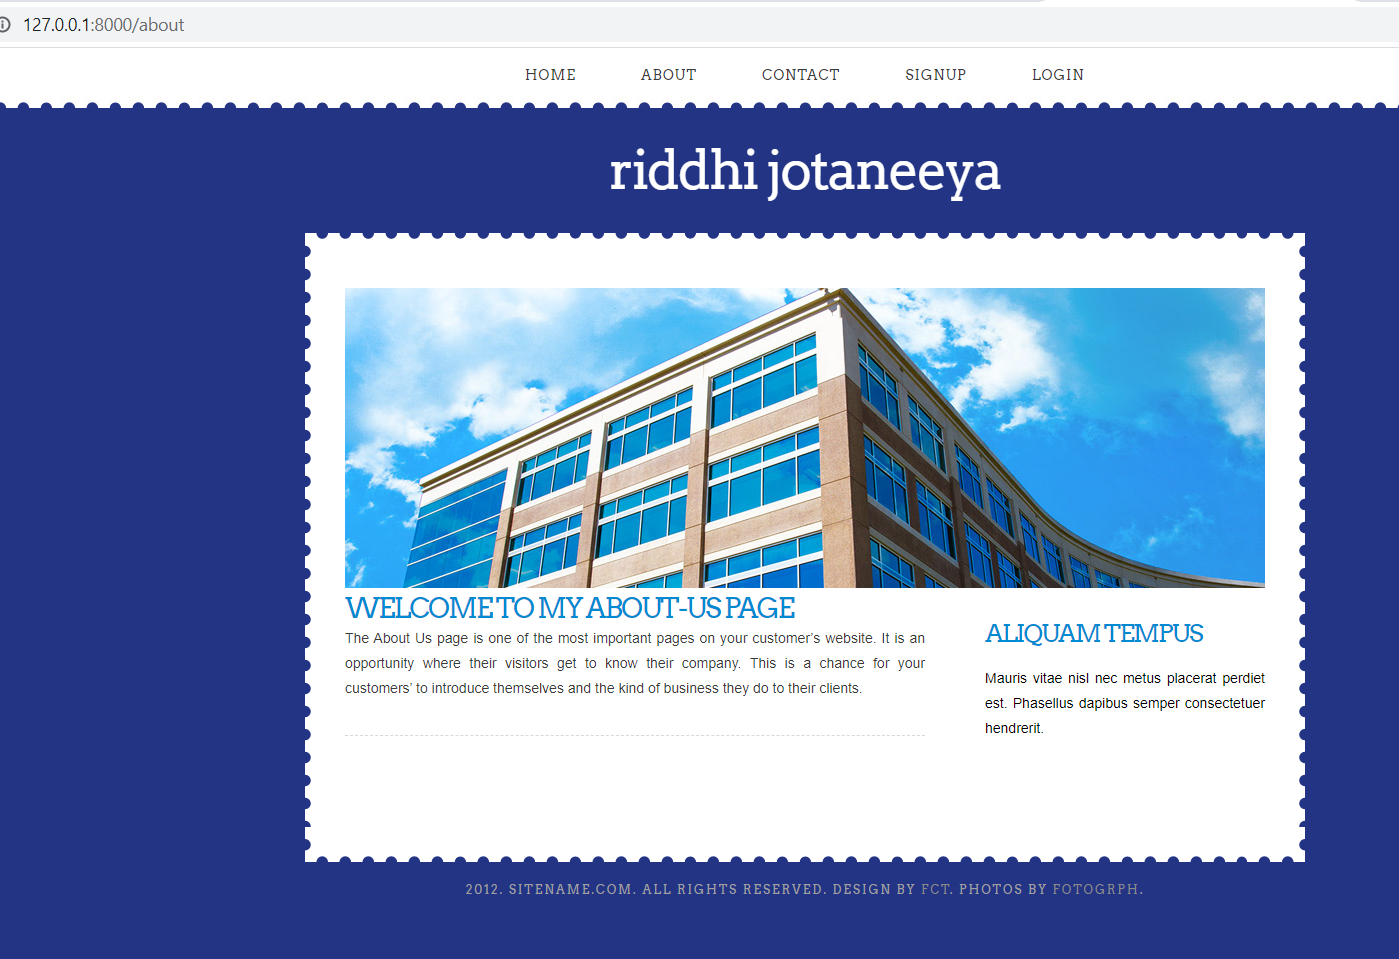 127.0.0.1:8000/about
HOME ABOUT CONTACT SIGNUP LOGIN
riddhi jotaneeya
WELCOME TO MY ABOUT-US PAGE
The About Us page is one of the most important pages on your customer’s website. It is an
opportunity where their visitors get to know their company. This is a chance for your
customers’ to introduce themselves and the kind of business they do to their clients.
ALIQUAM TEMPUS
Mauris vitae nisl nec metus placerat perdiet
est. Phasellus dapibus semper consectetuer
hendrerit.
2012. SITENAME.COM. ALL RIGHTS RESERVED. DESIGN BY FCT. PHOTOS BY FOTOGRPH.